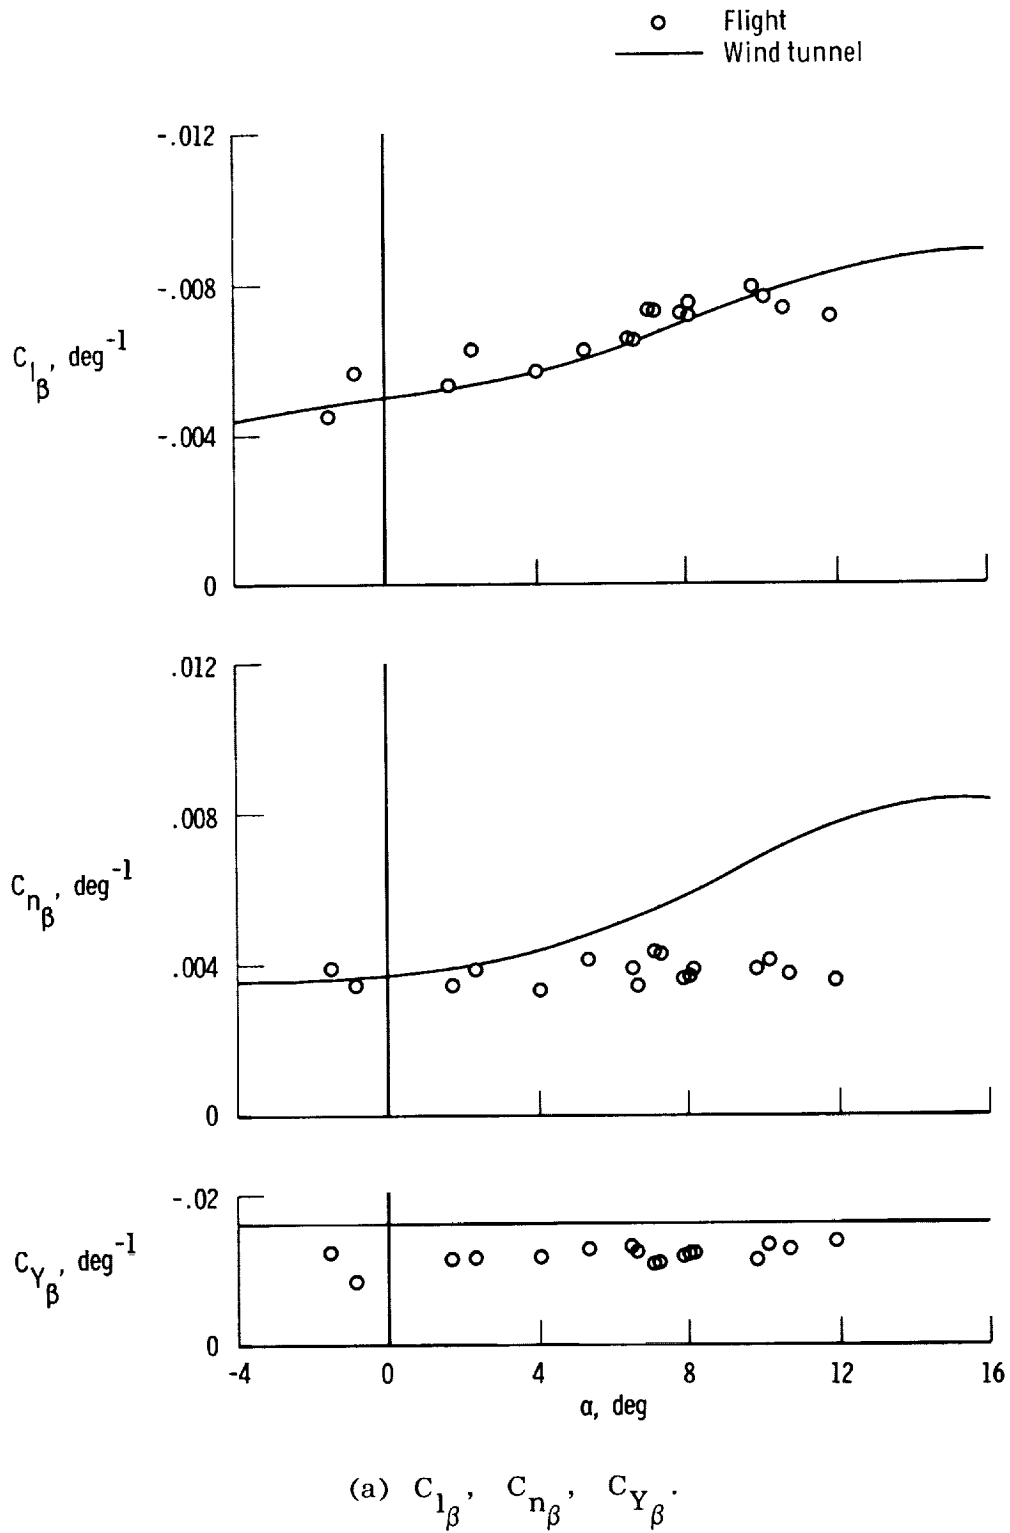 Flight
Wind tunnel
-.012
-.008
C_lβ, deg⁻¹
-.004
0
.012
.008
C_nβ, deg⁻¹
.004
0
-.02
C_Yβ, deg⁻¹
0
-4 0 4 8 12 16
α, deg
(a) C_lβ, C_nβ, C_Yβ.